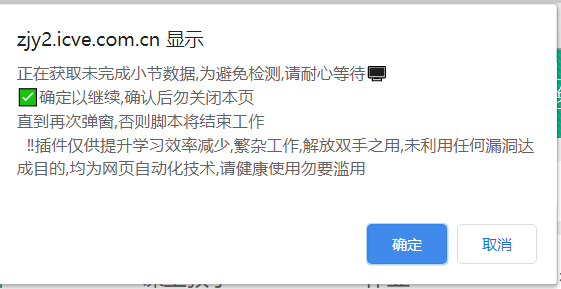 zjy2.icve.com.cn 显示
正在获取未完成小节数据,为避免检测,请耐心等待🖥
✅确定以继续,确认后勿关闭本页
直到再次弹窗,否则脚本将结束工作
‼插件仅供提升学习效率减少,繁杂工作,解放双手之用,未利用任何漏洞达
成目的,均为网页自动化技术,请健康使用勿要滥用
确定
取消